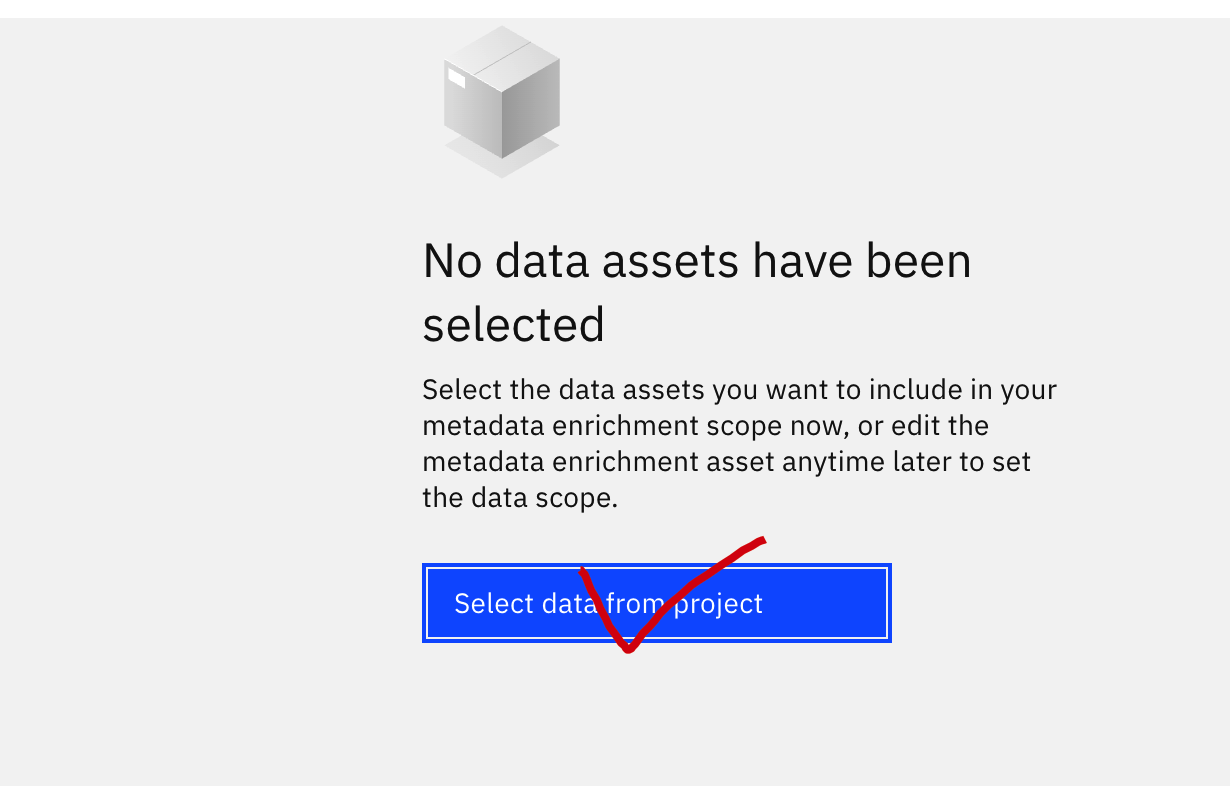 No data assets have been
selected
Select the data assets you want to include in your
metadata enrichment scope now, or edit the
metadata enrichment asset anytime later to set
the data scope.
Select data from project